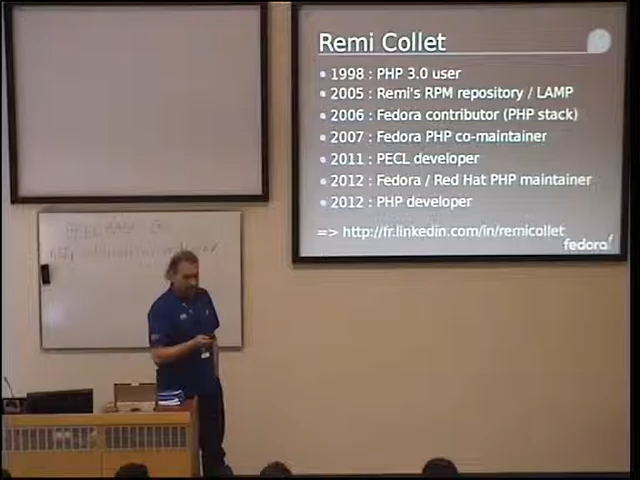 Remi Collet
1998 : PHP 3.0 user
2005 : Remi's RPM repository / LAMP
2006 : Fedora contributor (PHP stack)
2007 : Fedora PHP co-maintainer
2011 : PECL developer
2012 : Fedora / Red Hat PHP maintainer
2012 : PHP developer
=> http://fr.linkedin.com/in/remicollet
fedora